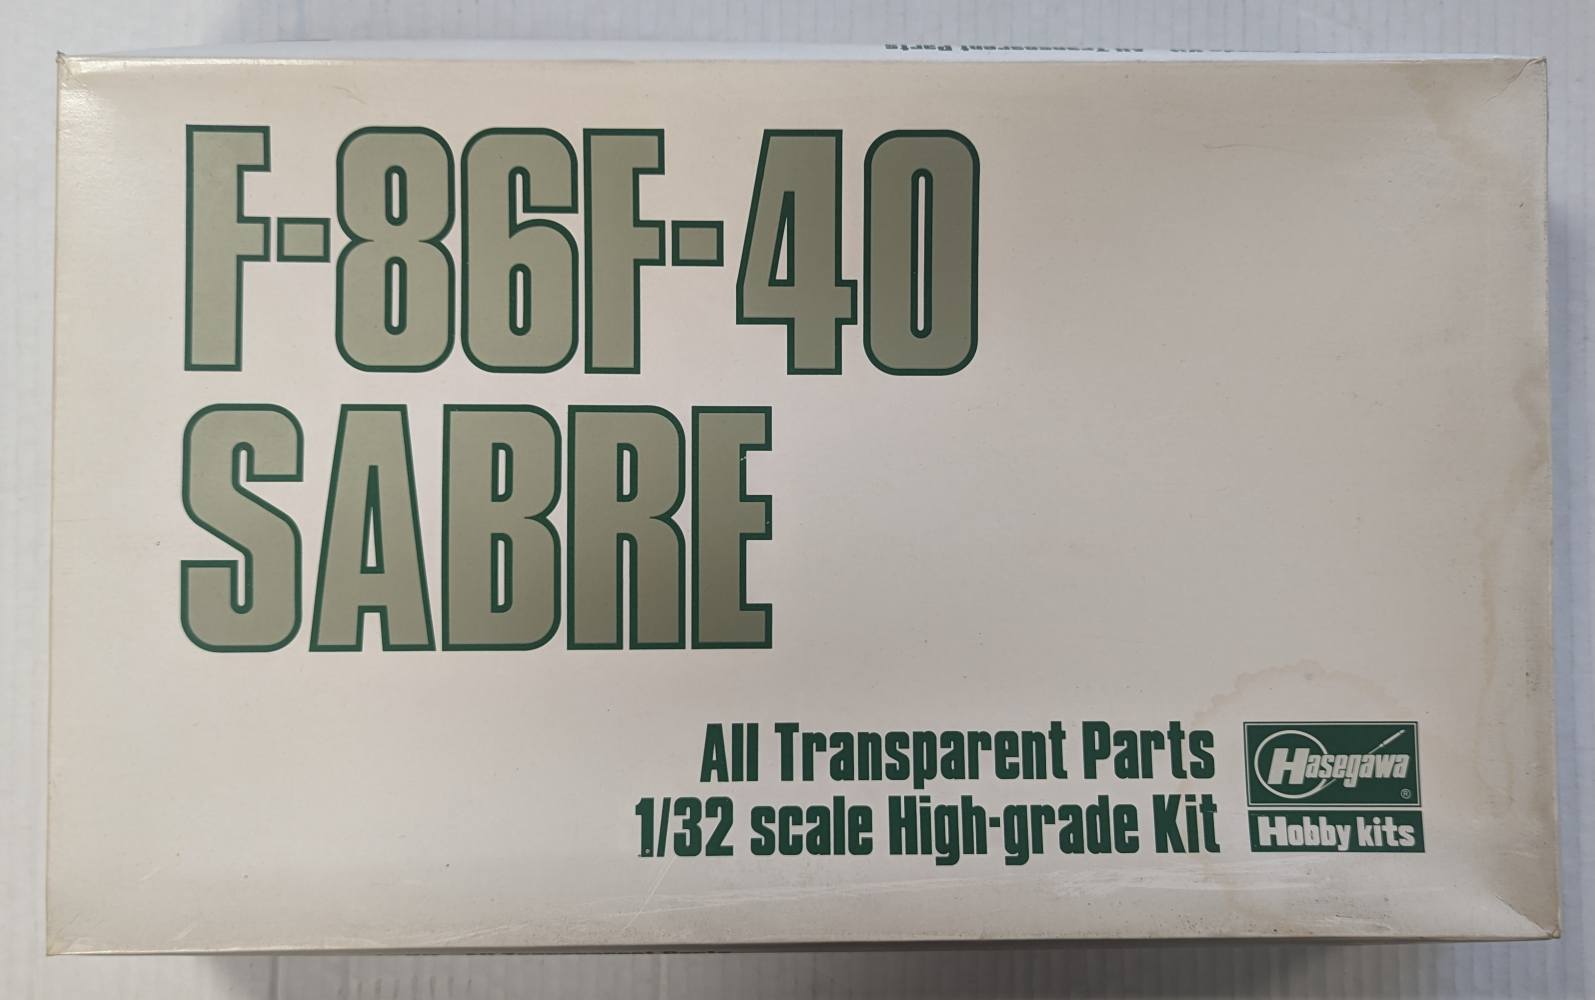 F-86F-40
SABRE
All Transparent Parts
1/32 scale High-grade Kit
Hasegawa®
Hobby kits